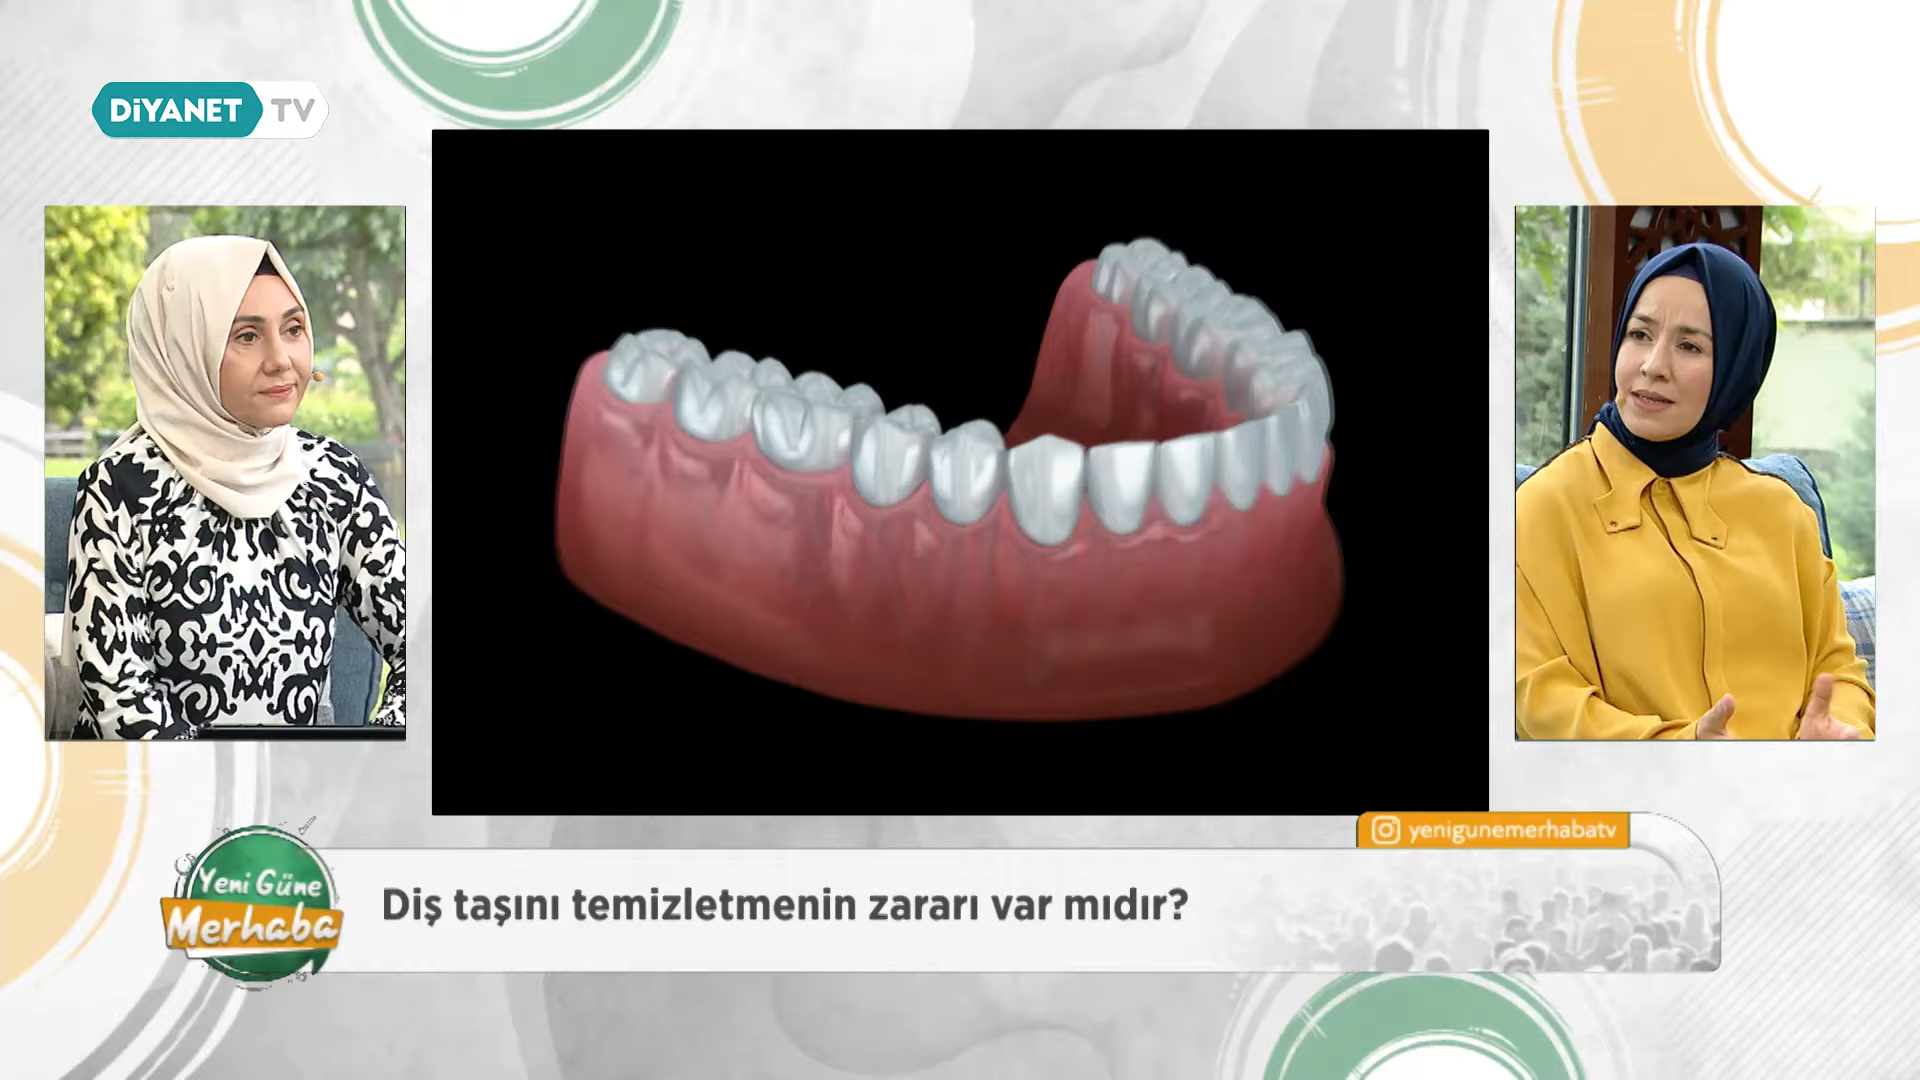 DİYANET TV
yenigunemerhabatv
Yeni Güne
Merhaba
Diş taşını temizletmenin zararı var mıdır?